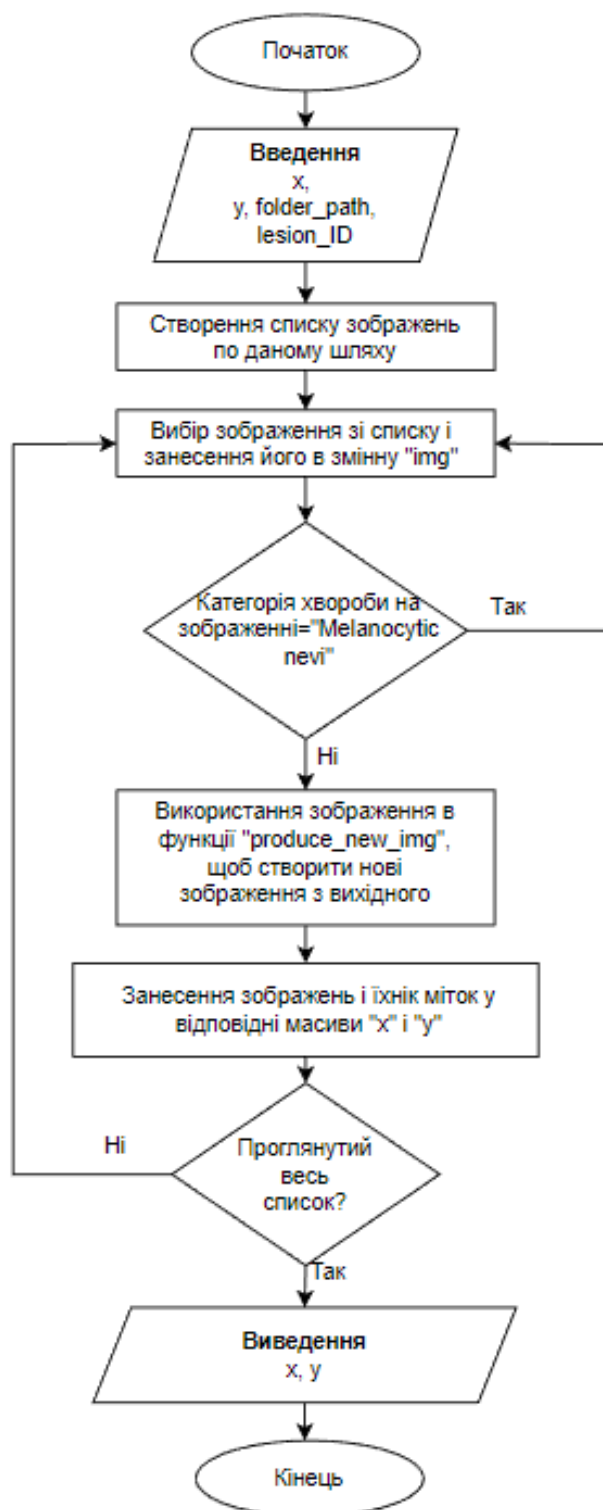 Початок
Введення
x,
y, folder_path,
lesion_ID
Створення списку зображень
по даному шляху
Вибір зображення зі списку і
занесення його в змінну "img"
Категорія хвороби на
зображенні="Melanocytic
nevi"
Так
Ні
Використання зображення в
функції "produce_new_img",
щоб створити нові
зображення з вихідного
Занесення зображень і їхнік міток у
відповідні масиви "x" і "y"
Ні
Проглянутий
весь
список?
Так
Виведення
x, y
Кінець